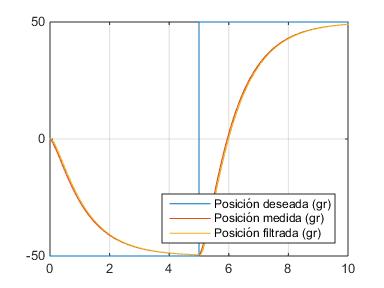 50
0
-50
Posición deseada (gr)
Posición medida (gr)
Posición filtrada (gr)
0 2 4 6 8 10